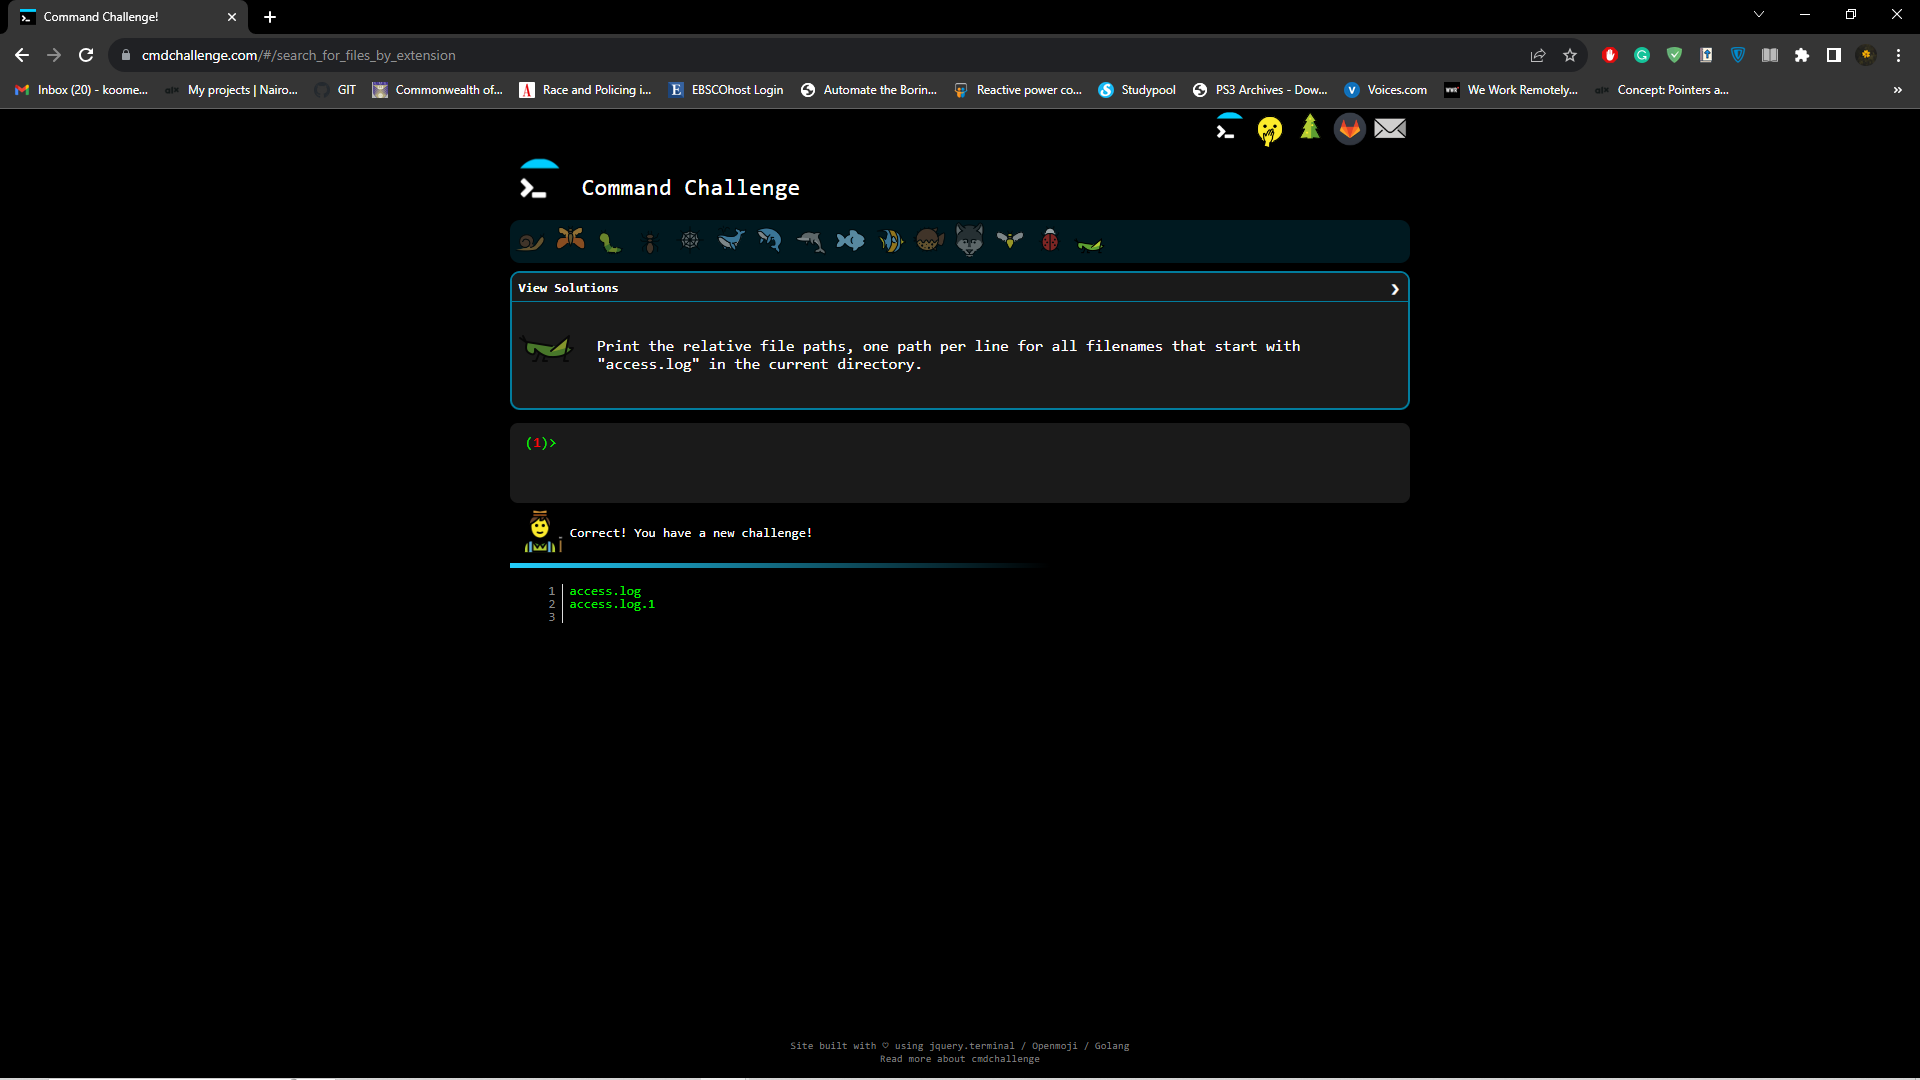 Command Challenge!
cmdchallenge.com/#/search_for_files_by_extension
Inbox (20) - koome...
My projects | Nairo...
GIT
Commonwealth of...
Race and Policing i...
EBSCOhost Login
Automate the Borin...
Reactive power co...
Studypool
PS3 Archives - Dow...
Voices.com
We Work Remotely...
Concept: Pointers a...
»
Command Challenge
View Solutions
Print the relative file paths, one path per line for all filenames that start with
"access.log" in the current directory.
(1)>
Correct! You have a new challenge!
1 access.log
2 access.log.1
3
Site built with ♡ using jquery.terminal / Openmoji / Golang
Read more about cmdchallenge